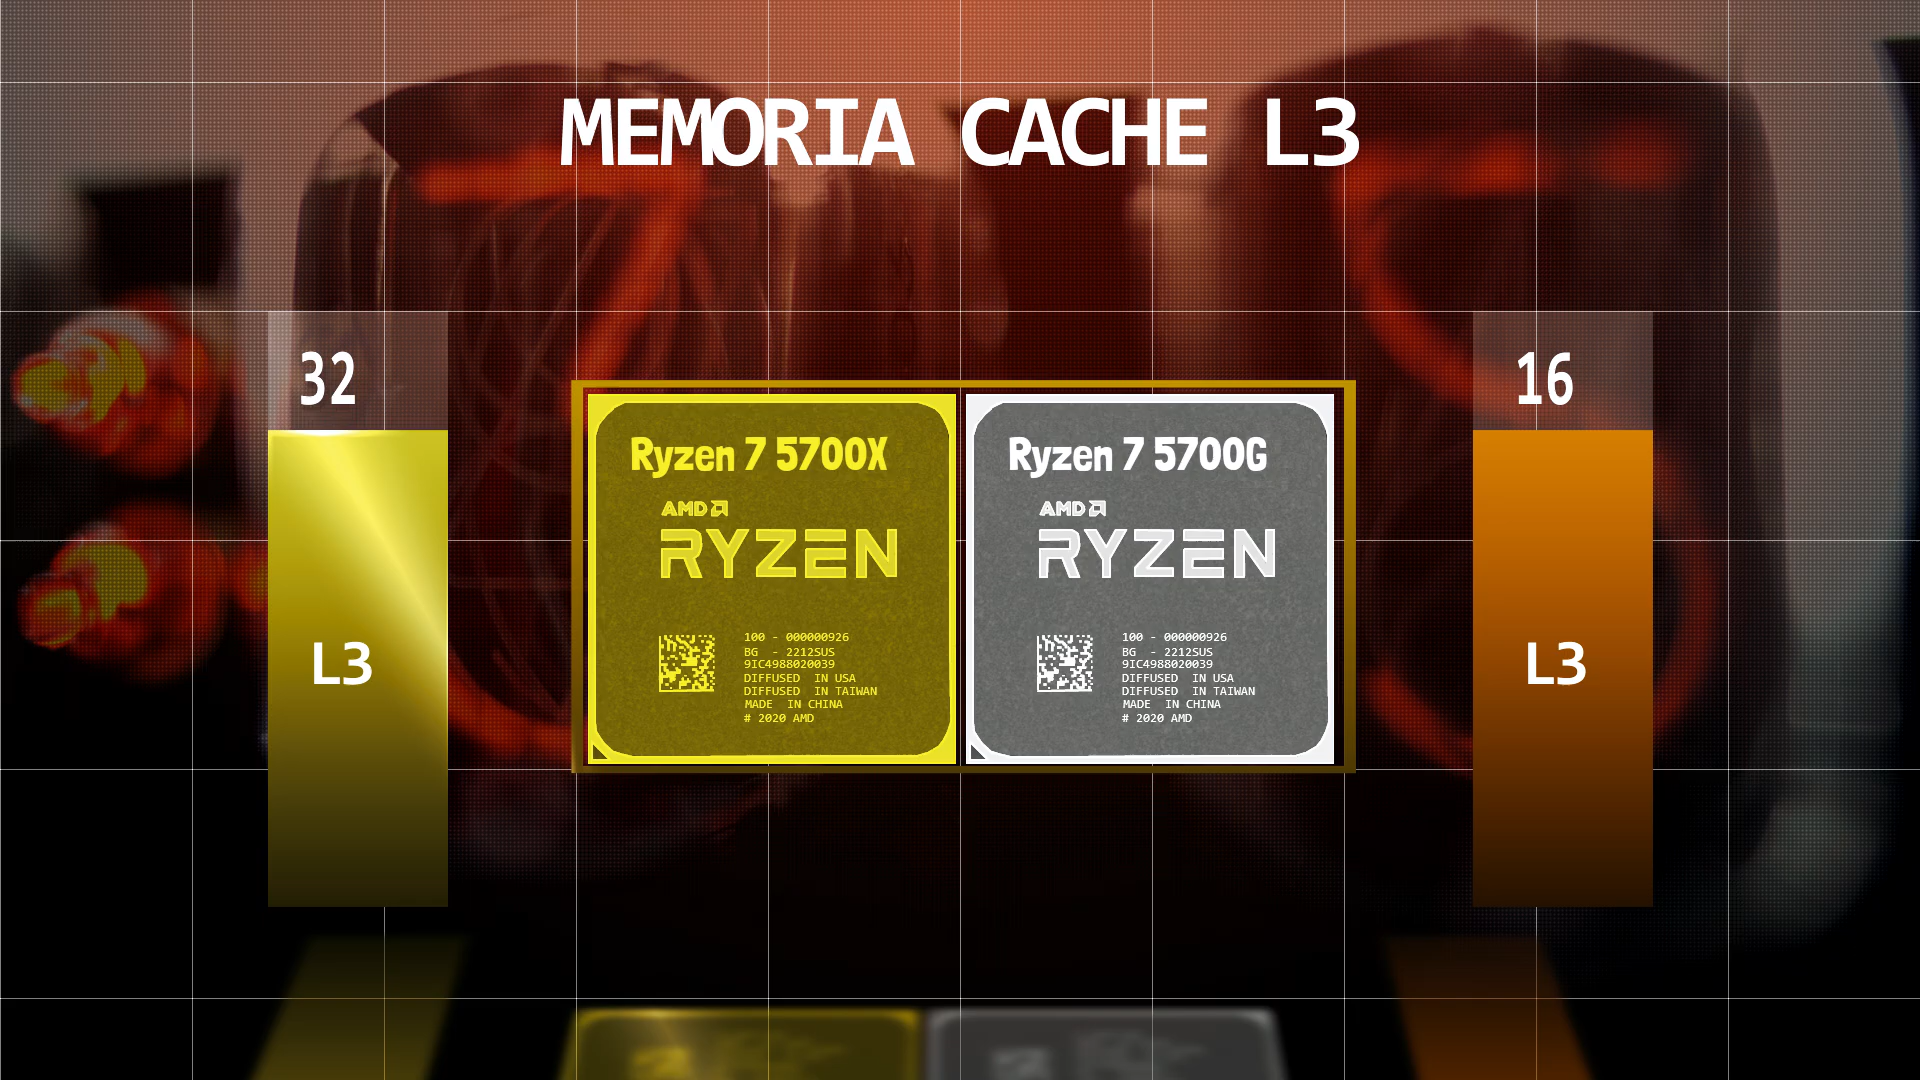 MEMORIA CACHE L3
32
16
Ryzen 7 5700X
AMD
RYZEN
100 - 000000926
BG - 2212SUS
9IC4988020039
DIFFUSED IN USA
DIFFUSED IN TAIWAN
MADE IN CHINA
# 2020 AMD
Ryzen 7 5700G
AMD
RYZEN
100 - 000000926
BG - 2212SUS
9IC4988020039
DIFFUSED IN USA
DIFFUSED IN TAIWAN
MADE IN CHINA
# 2020 AMD
L3
L3